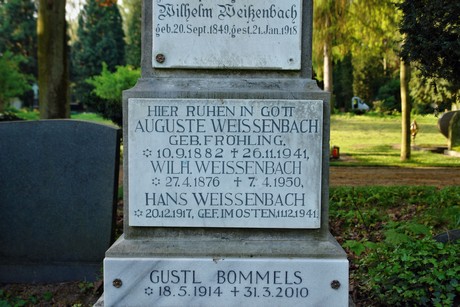 Wilhelm Weißenbach
geb. 20. Sept. 1849, gest. 21. Jan. 1918
HIER RUHEN IN GOTT
AUGUSTE WEISSENBACH
GEB. FRÖHLING,
✩ 10.9.1882 ✝ 26.11.1941,
WILH. WEISSENBACH
✩ 27.4.1876 ✝ 7.4.1950,
HANS WEISSENBACH
✩ 20.12.1917, GEF. IM OSTEN, 11.12.1941.
GUSTL BOMMELS
✩ 18.5.1914 ✝ 31.3.2010